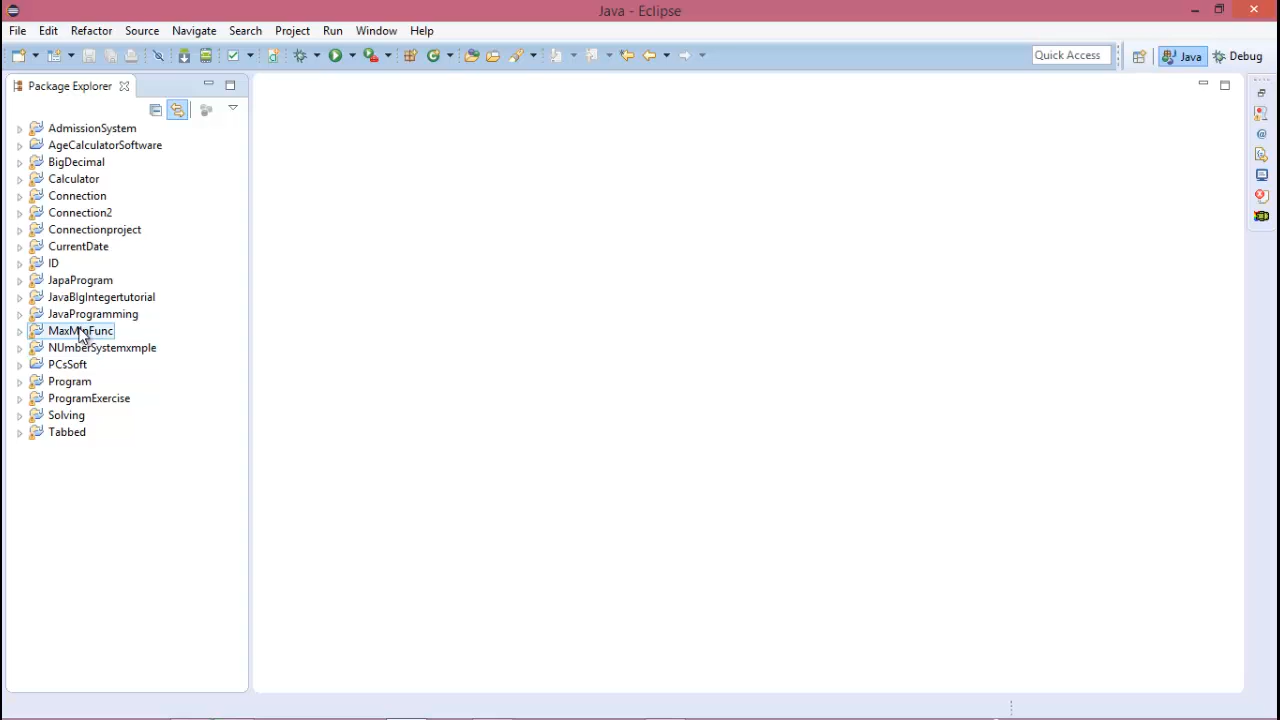 Java - Eclipse
File Edit Refactor Source Navigate Search Project Run Window Help
Quick Access Java Debug
Package Explorer
AdmissionSystem
AgeCalculatorSoftware
BigDecimal
Calculator
Connection
Connection2
Connectionproject
CurrentDate
ID
JapaProgram
JavaBIgIntegertutorial
JavaProgramming
MaxMinFunc
NUmberSystemxmple
PCsSoft
Program
ProgramExercise
Solving
Tabbed